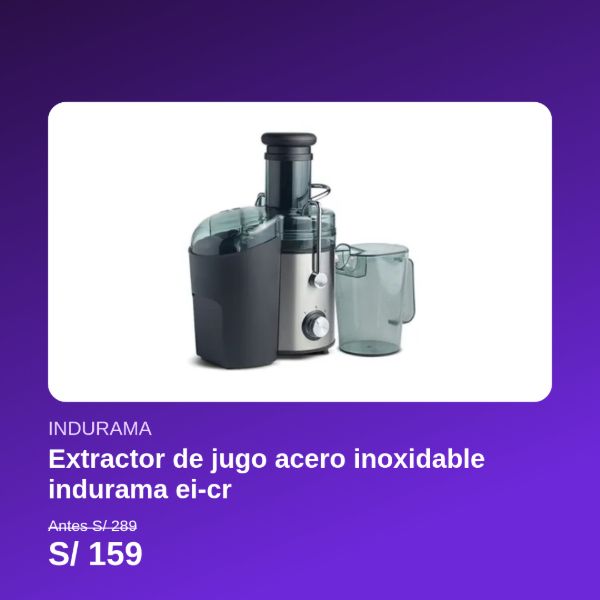 INDURAMA
Extractor de jugo acero inoxidable
indurama ei-cr
Antes S/ 289
S/ 159